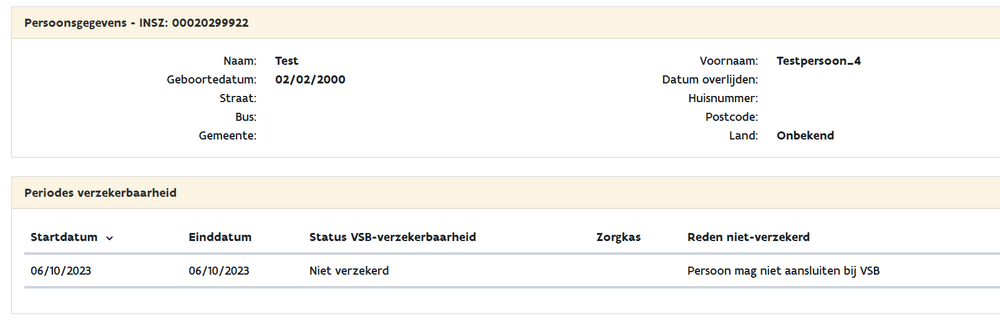 Persoonsgegevens - INSZ: 00020299922
Naam: Test Voornaam: Testpersoon_4
Geboortedatum: 02/02/2000 Datum overlijden:
Straat: Huisnummer:
Bus: Postcode:
Gemeente: Land: Onbekend
Periodes verzekerbaarheid
Startdatum Einddatum Status VSB-verzekerbaarheid Zorgkas Reden niet-verzekerd
06/10/2023 06/10/2023 Niet verzekerd Persoon mag niet aansluiten bij VSB